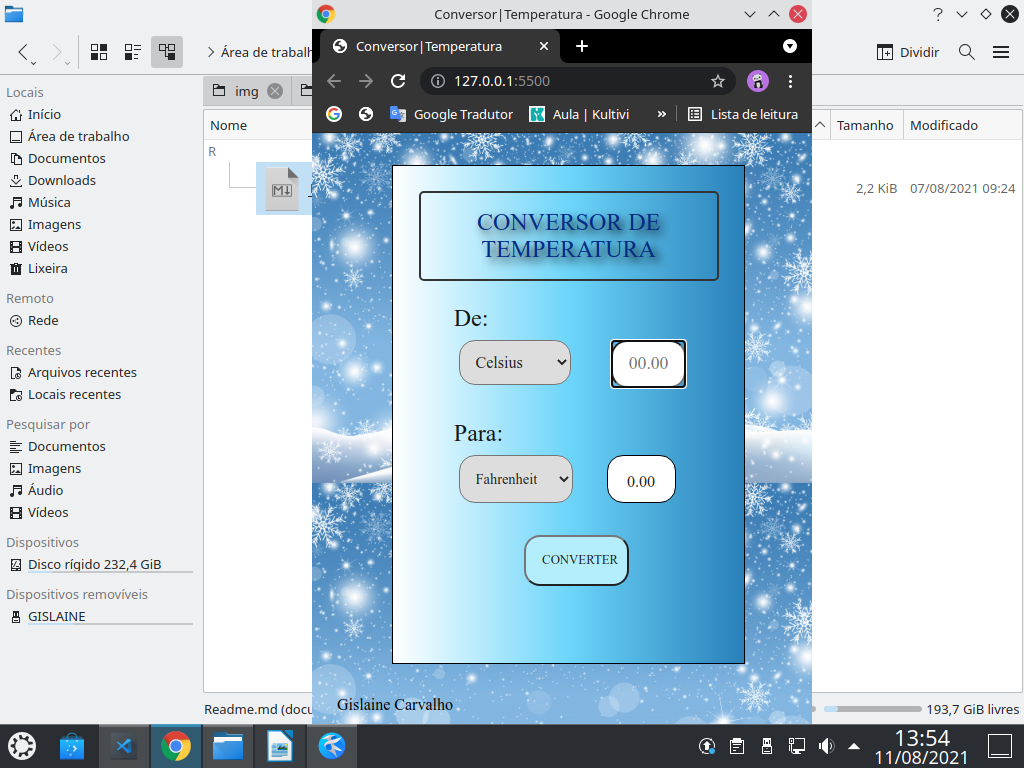 Conversor|Temperatura - Google Chrome
Conversor|Temperatura
127.0.0.1:5500
Google Tradutor
Aula | Kultivi
»
Lista de leitura
Área de trabalh
Dividir
img
Locais
Início
Área de trabalho
Documentos
Downloads
Música
Imagens
Vídeos
Lixeira
Remoto
Rede
Recentes
Arquivos recentes
Locais recentes
Pesquisar por
Documentos
Imagens
Áudio
Vídeos
Dispositivos
Disco rígido 232,4 GiB
Dispositivos removíveis
GISLAINE
Nome
Tamanho
Modificado
R
2,2 KiB
07/08/2021 09:24
CONVERSOR DE
TEMPERATURA
De:
Celsius
00.00
Para:
Fahrenheit
0.00
CONVERTER
Gislaine Carvalho
Readme.md (docu
193,7 GiB livres
13:54
11/08/2021